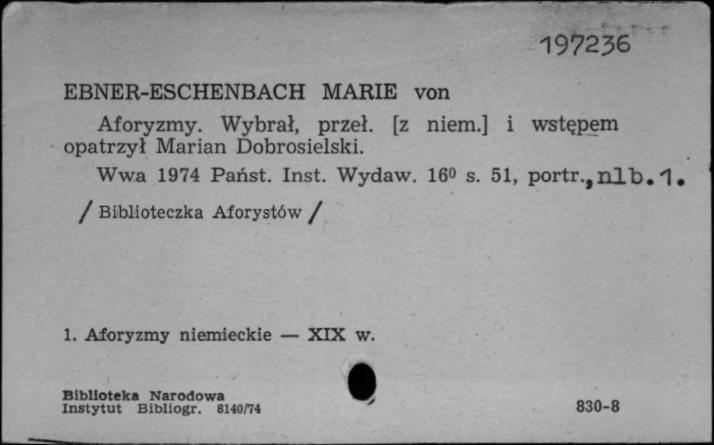 197236
EBNER-ESCHENBACH MARIE von
Aforyzmy. Wybrał, przeł. [z niem.] i wstępem
opatrzył Marian Dobrosielski.
Wwa 1974 Państ. Inst. Wydaw. 16⁰ s. 51, portr., nlb. 1.
/ Biblioteczka Aforystów /
1. Aforyzmy niemieckie — XIX w.
Biblioteka Narodowa
Instytut Bibliogr. 8140/74
830-8